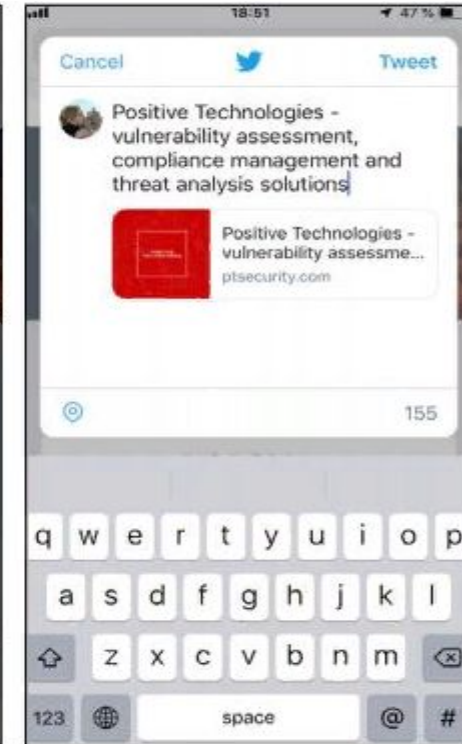 18:51 47 %
Cancel Tweet
Positive Technologies -
vulnerability assessment,
compliance management and
threat analysis solutions
Positive Technologies -
vulnerability assessme...
ptsecurity.com
155
q w e r t y u i o p
a s d f g h j k l
z x c v b n m
123 space @ #